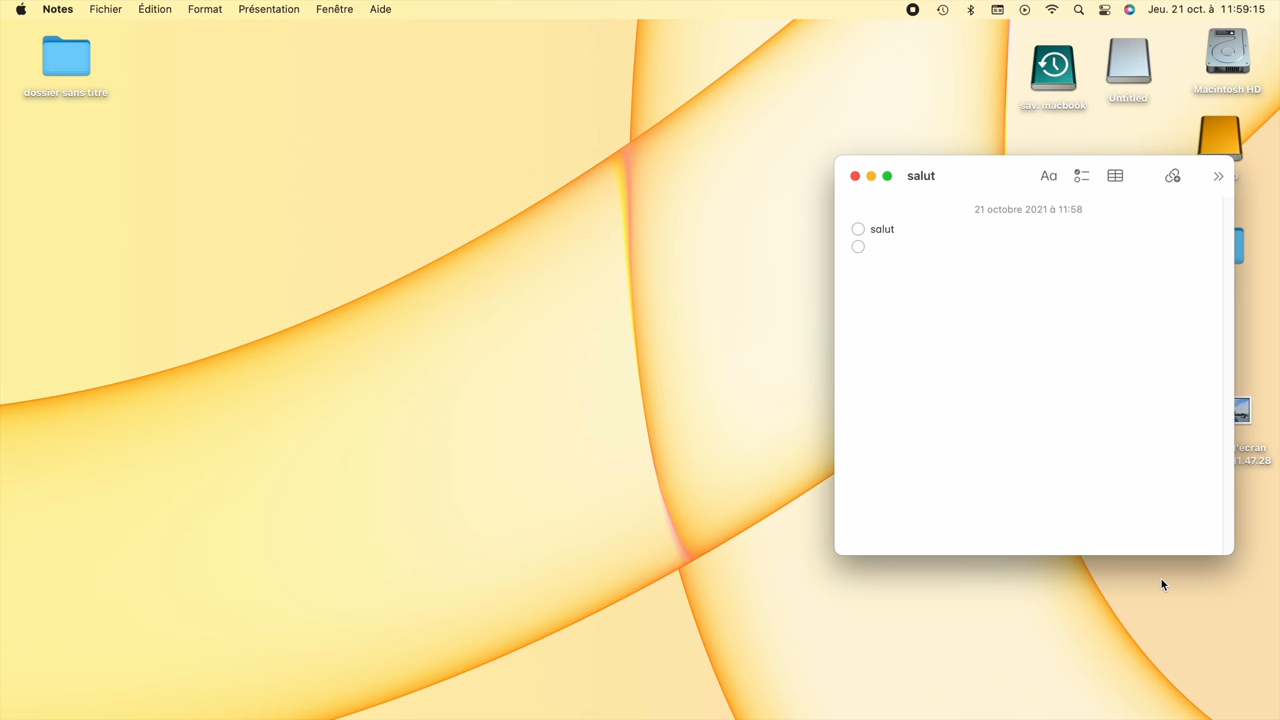 Notes Fichier Édition Format Présentation Fenêtre Aide Jeu. 21 oct. à 11:59:15
dossier sans titre
sav. macbook
Untitled
Macintosh HD
salut
Aa
21 octobre 2021 à 11:58
salut
'écran
11.47.28